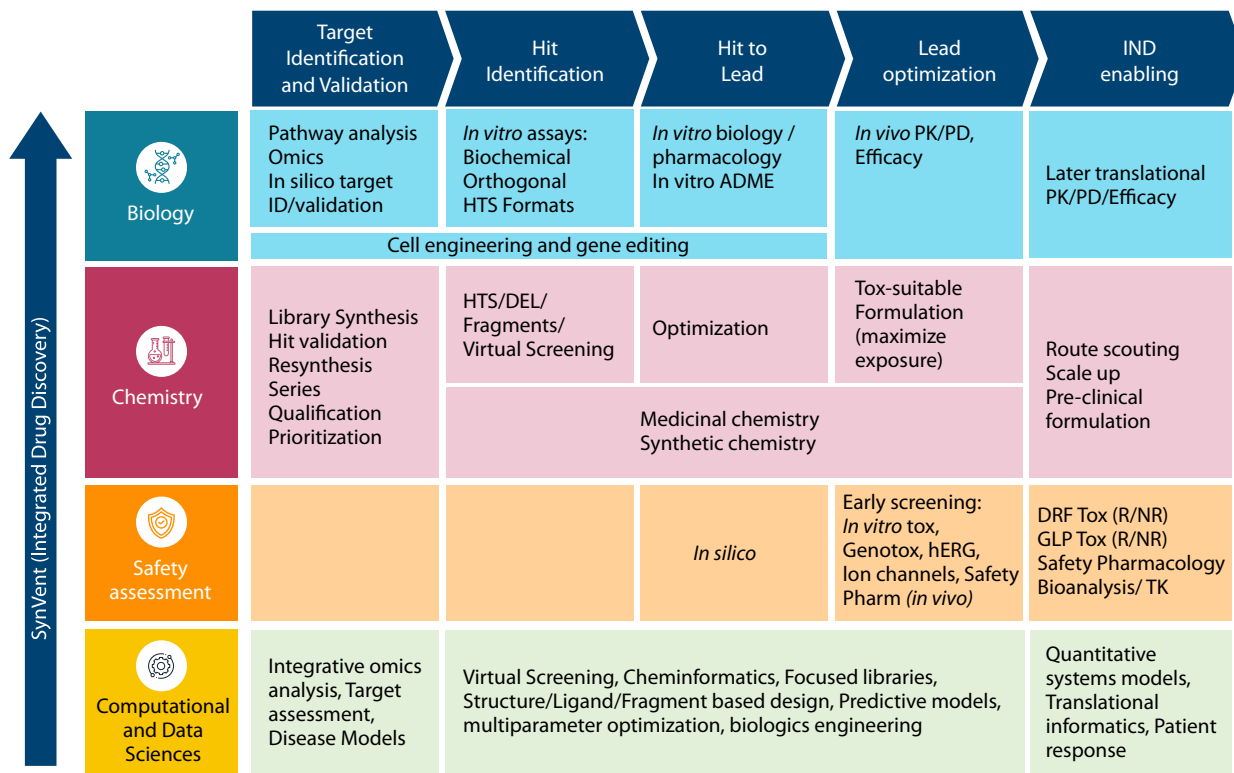 Target
Identification
and Validation
Hit
Identification
Hit to
Lead
Lead
optimization
IND
enabling
SynVent (Integrated Drug Discovery)
Biology
Pathway analysis
Omics
In silico target
ID/validation
In vitro assays:
Biochemical
Orthogonal
HTS Formats
In vitro biology /
pharmacology
In vitro ADME
In vivo PK/PD,
Efficacy
Later translational
PK/PD/Efficacy
Cell engineering and gene editing
Chemistry
Library Synthesis
Hit validation
Resynthesis
Series
Qualification
Prioritization
HTS/DEL/
Fragments/
Virtual Screening
Optimization
Tox-suitable
Formulation
(maximize
exposure)
Route scouting
Scale up
Pre-clinical
formulation
Medicinal chemistry
Synthetic chemistry
Safety
assessment
In silico
Early screening:
In vitro tox,
Genotox, hERG,
Ion channels, Safety
Pharm (in vivo)
DRF Tox (R/NR)
GLP Tox (R/NR)
Safety Pharmacology
Bioanalysis/ TK
Computational
and Data
Sciences
Integrative omics
analysis, Target
assessment,
Disease Models
Virtual Screening, Cheminformatics, Focused libraries,
Structure/Ligand/Fragment based design, Predictive models,
multiparameter optimization, biologics engineering
Quantitative
systems models,
Translational
informatics, Patient
response